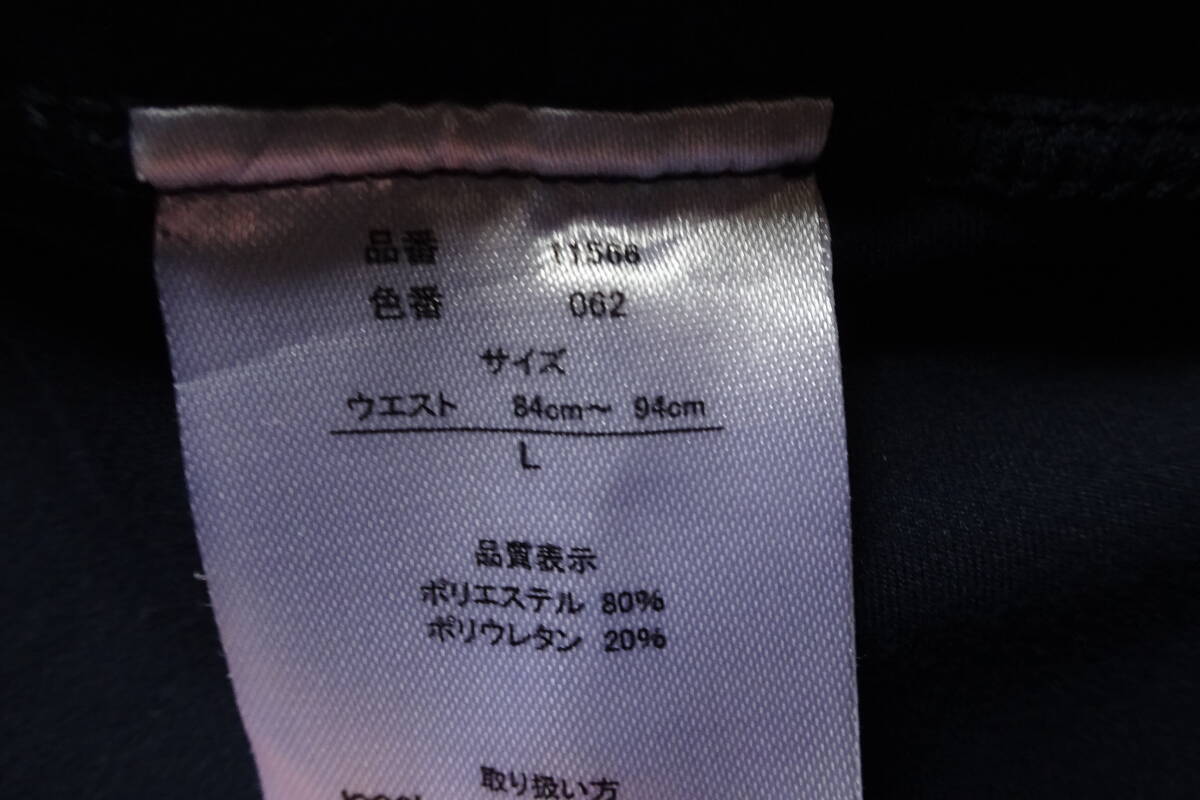 品番 11566
色番 062
サイズ
ウエスト 84cm〜 94cm
L
品質表示
ポリエステル 80%
ポリウレタン 20%
取り扱い方